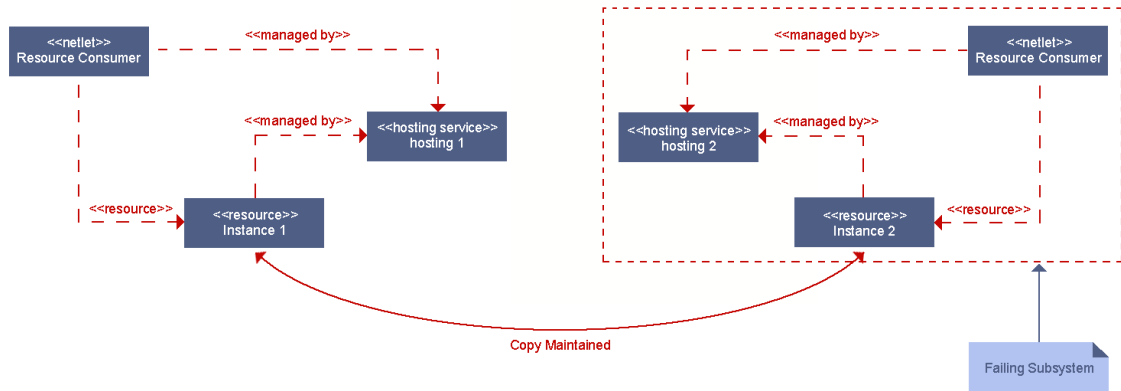 <<managed by>>
<<netlet>>
Resource Consumer
<<managed by>>
<<hosting service>>
hosting 1
<<resource>>
<<resource>>
Instance 1
<<managed by>>
<<netlet>>
Resource Consumer
<<hosting service>>
hosting 2
<<managed by>>
<<resource>>
Instance 2
<<resource>>
Copy Maintained
Failing Subsystem